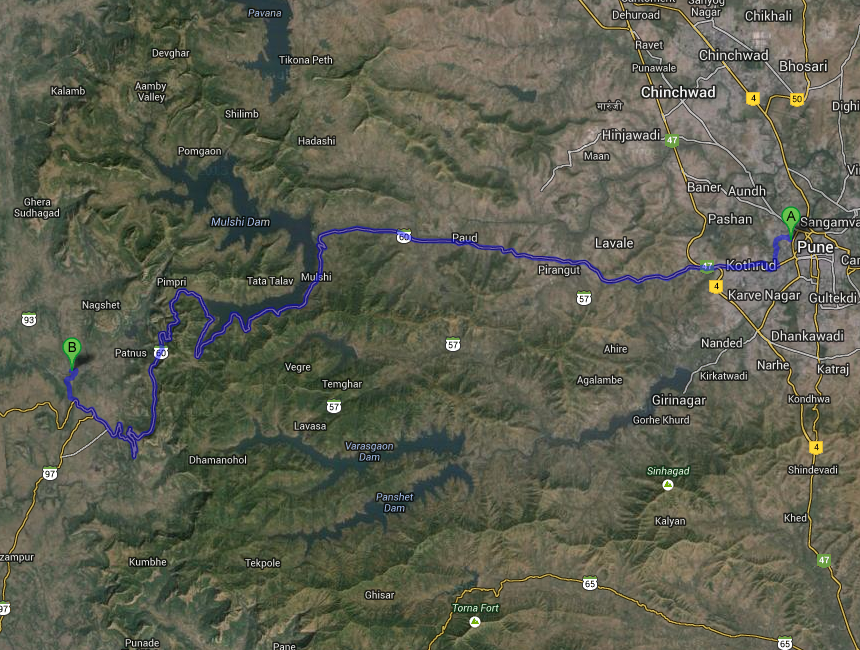 Sanyog
Nagar
Pavana
Dehuroad
Chikhali
Devghar
Ravet
Chinchwad
Tikona Peth
Punawale
Bhosari
Kalamb
Aamby
Valley
Chinchwad
4
50
Shilimb
Hadashi
Hinjawadi
47
Pomgaon
Maan
Baner
Aundh
Ghera
Sudhagad
Mulshi Dam
Pashan
A
Sangamva
60
Paud
Lavale
Pune
Pirangut
47
Kothrud
Pimpri
Tata Talav
Mulshi
4
Karve Nagar
57
Gultekdi
Nagshet
93
B
Patnus
60
57
Nanded
Dhankawadi
Ahire
Vegre
Narhe
Katraj
Temghar
Agalambe
Kirkatwadi
57
Girinagar
Kondhwa
Lavasa
Gorhe Khurd
Varasgaon
Dam
4
Dhamanohol
97
Sinhagad
Shindevadi
Panshet
Dam
Kalyan
Khed
zampur
Kumbhe
Tekpole
47
65
Ghisar
97
Torna Fort
Punade
Pane
65